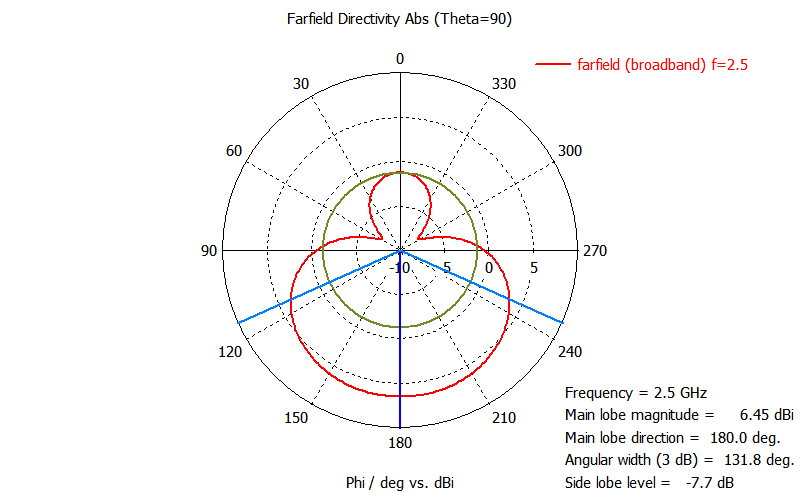 Farfield Directivity Abs (Theta=90)
0
farfield (broadband) f=2.5
30
330
60
300
90
-10
5
0
5
270
120
240
150
210
180
Frequency = 2.5 GHz
Main lobe magnitude = 6.45 dBi
Main lobe direction = 180.0 deg.
Angular width (3 dB) = 131.8 deg.
Side lobe level = -7.7 dB
Phi / deg vs. dBi